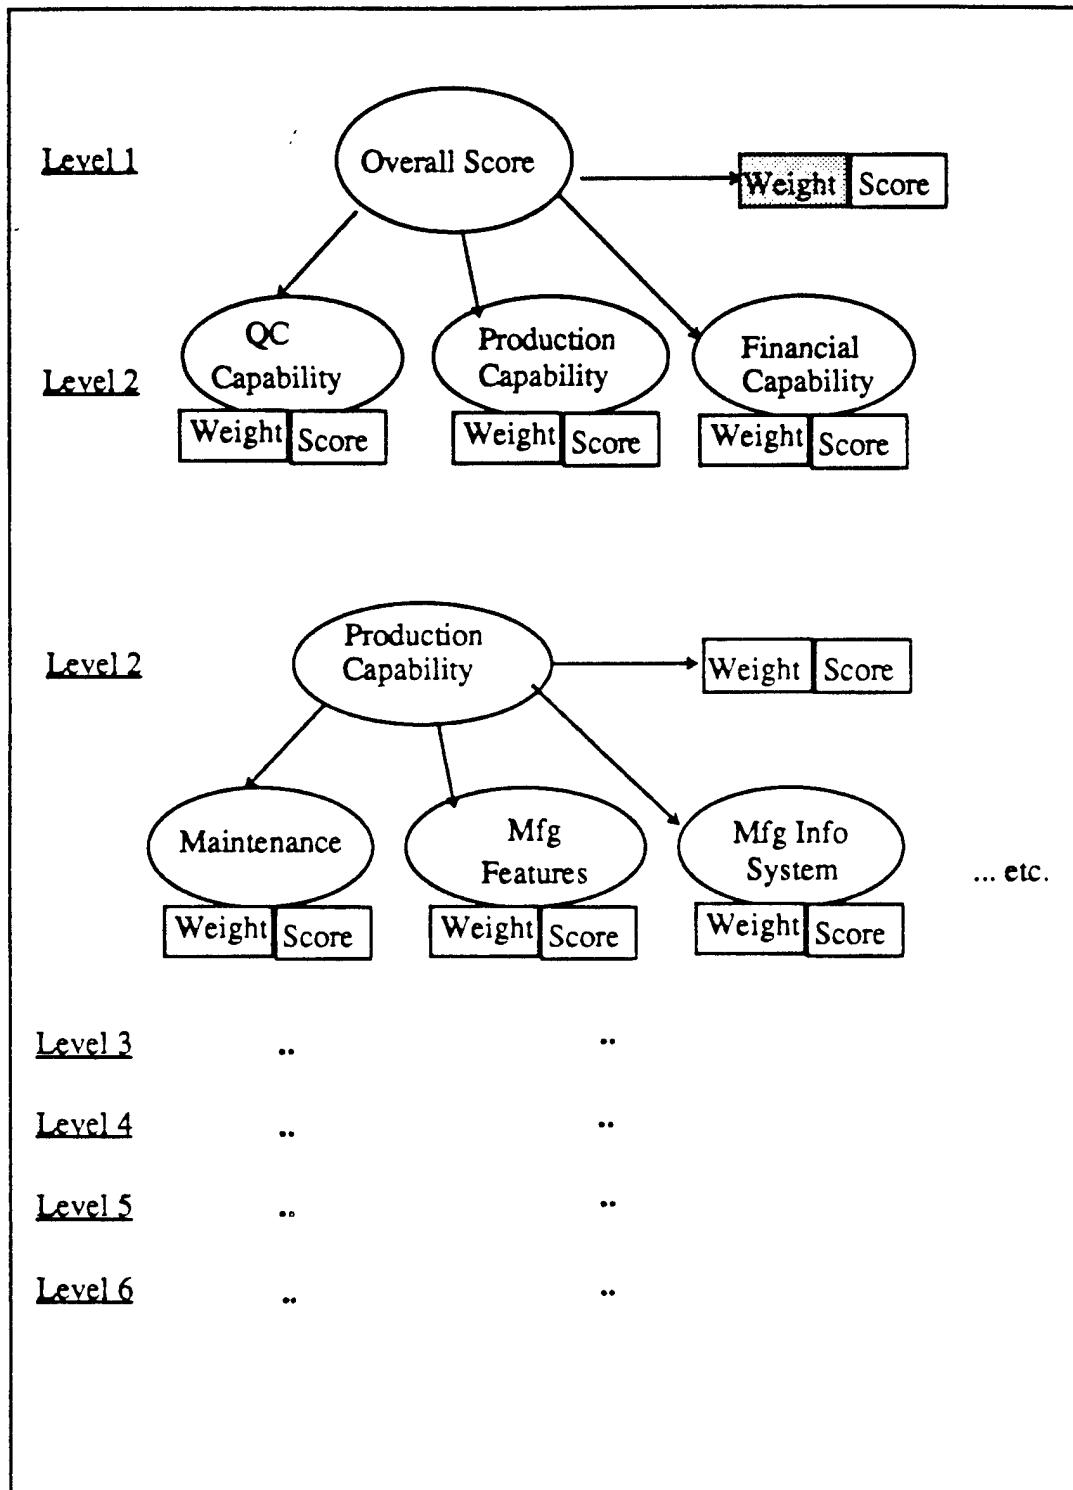 Level 1
Overall Score
Weight Score
Level 2
QC
Capability
Weight Score
Production
Capability
Weight Score
Financial
Capability
Weight Score
Level 2
Production
Capability
Weight Score
Maintenance
Weight Score
Mfg
Features
Weight Score
Mfg Info
System
Weight Score
... etc.
Level 3 .. ..
Level 4 .. ..
Level 5 .. ..
Level 6 .. ..